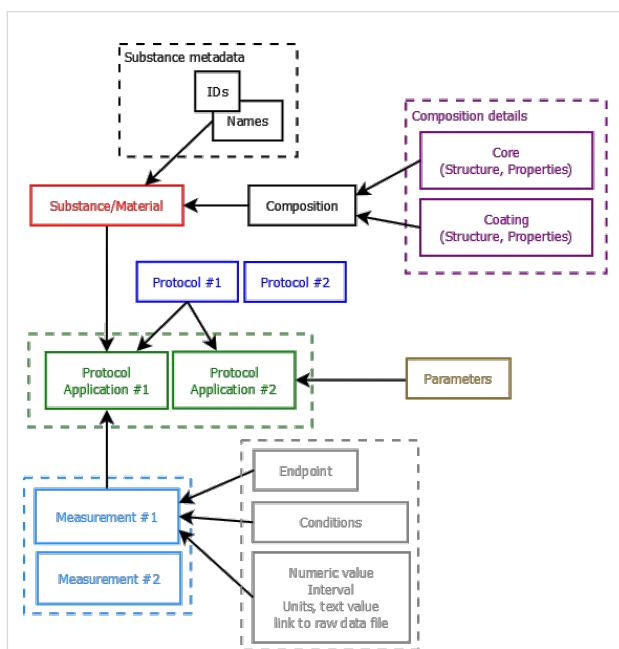 Substance metadata
IDs
Names
Composition details
Core
(Structure, Properties)
Substance/Material
Composition
Coating
(Structure, Properties)
Protocol #1
Protocol #2
Protocol
Application #1
Protocol
Application #2
Parameters
Endpoint
Measurement #1
Conditions
Measurement #2
Numeric value
Interval
Units, text value
link to raw data file